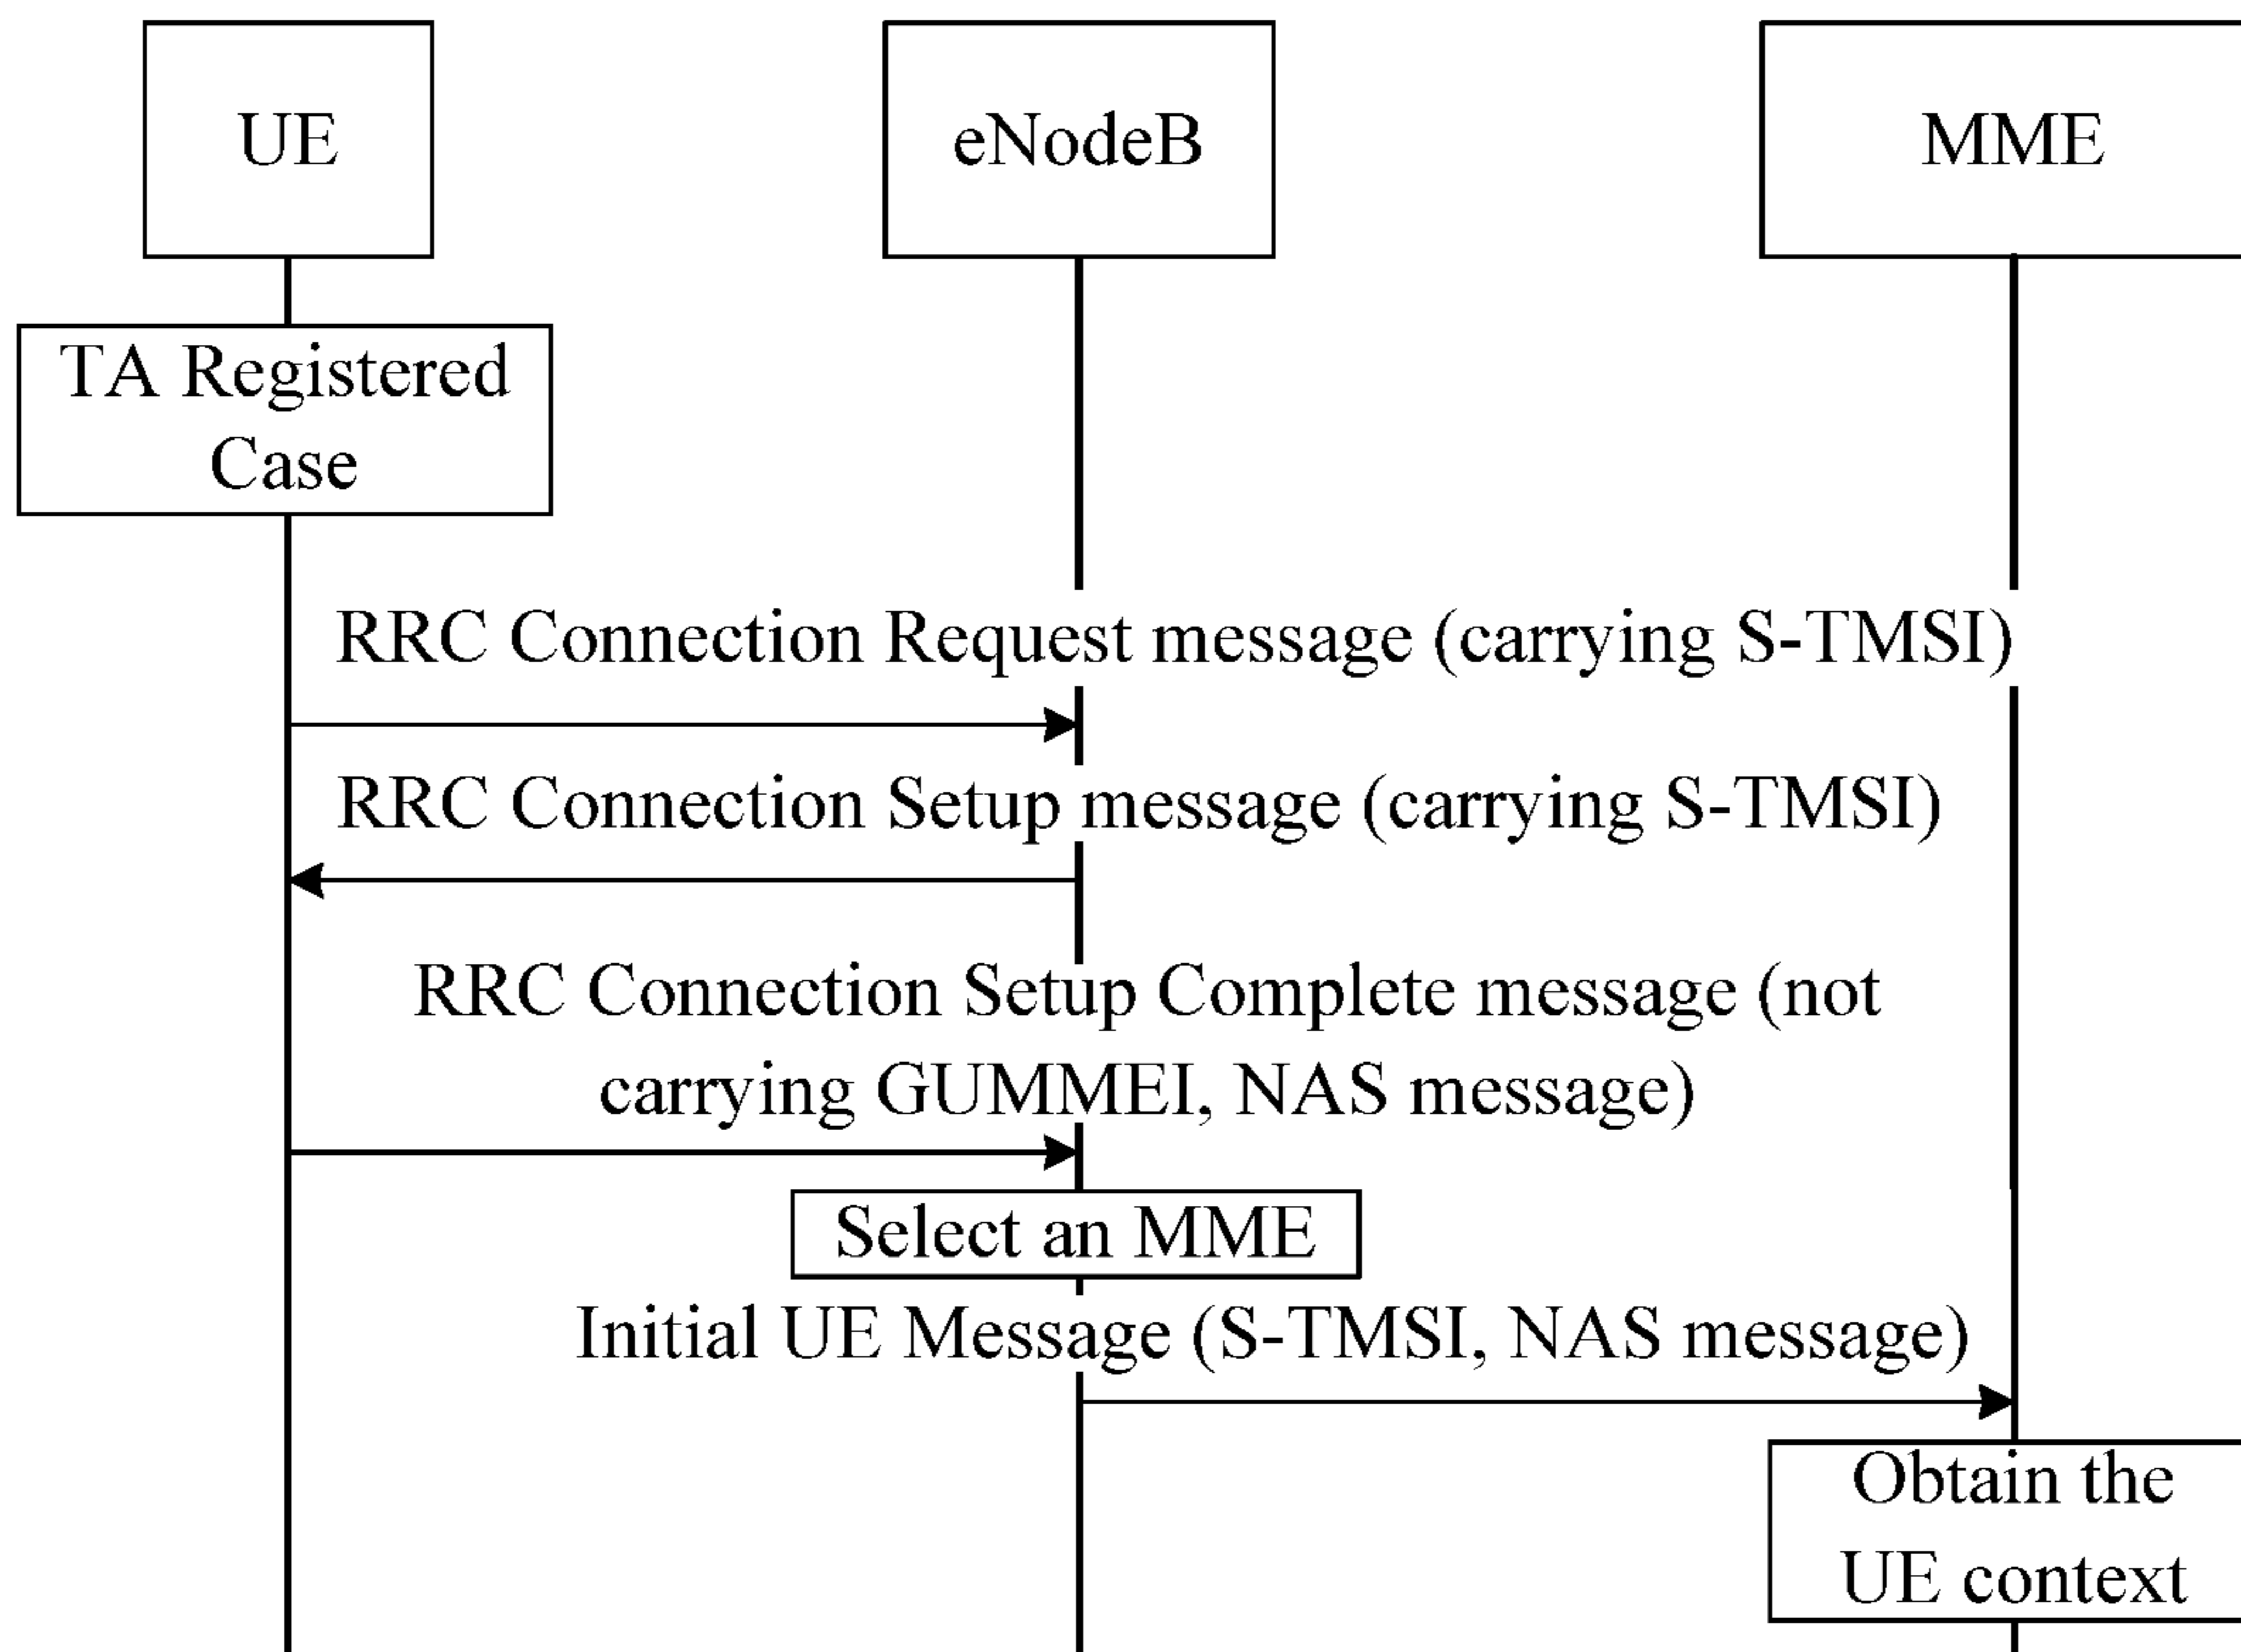 UE
eNodeB
MME
TA Registered
Case
RRC Connection Request message (carrying S-TMSI)
RRC Connection Setup message (carrying S-TMSI)
RRC Connection Setup Complete message (not
carrying GUMMEI, NAS message)
Select an MME
Initial UE Message (S-TMSI, NAS message)
Obtain the
UE context